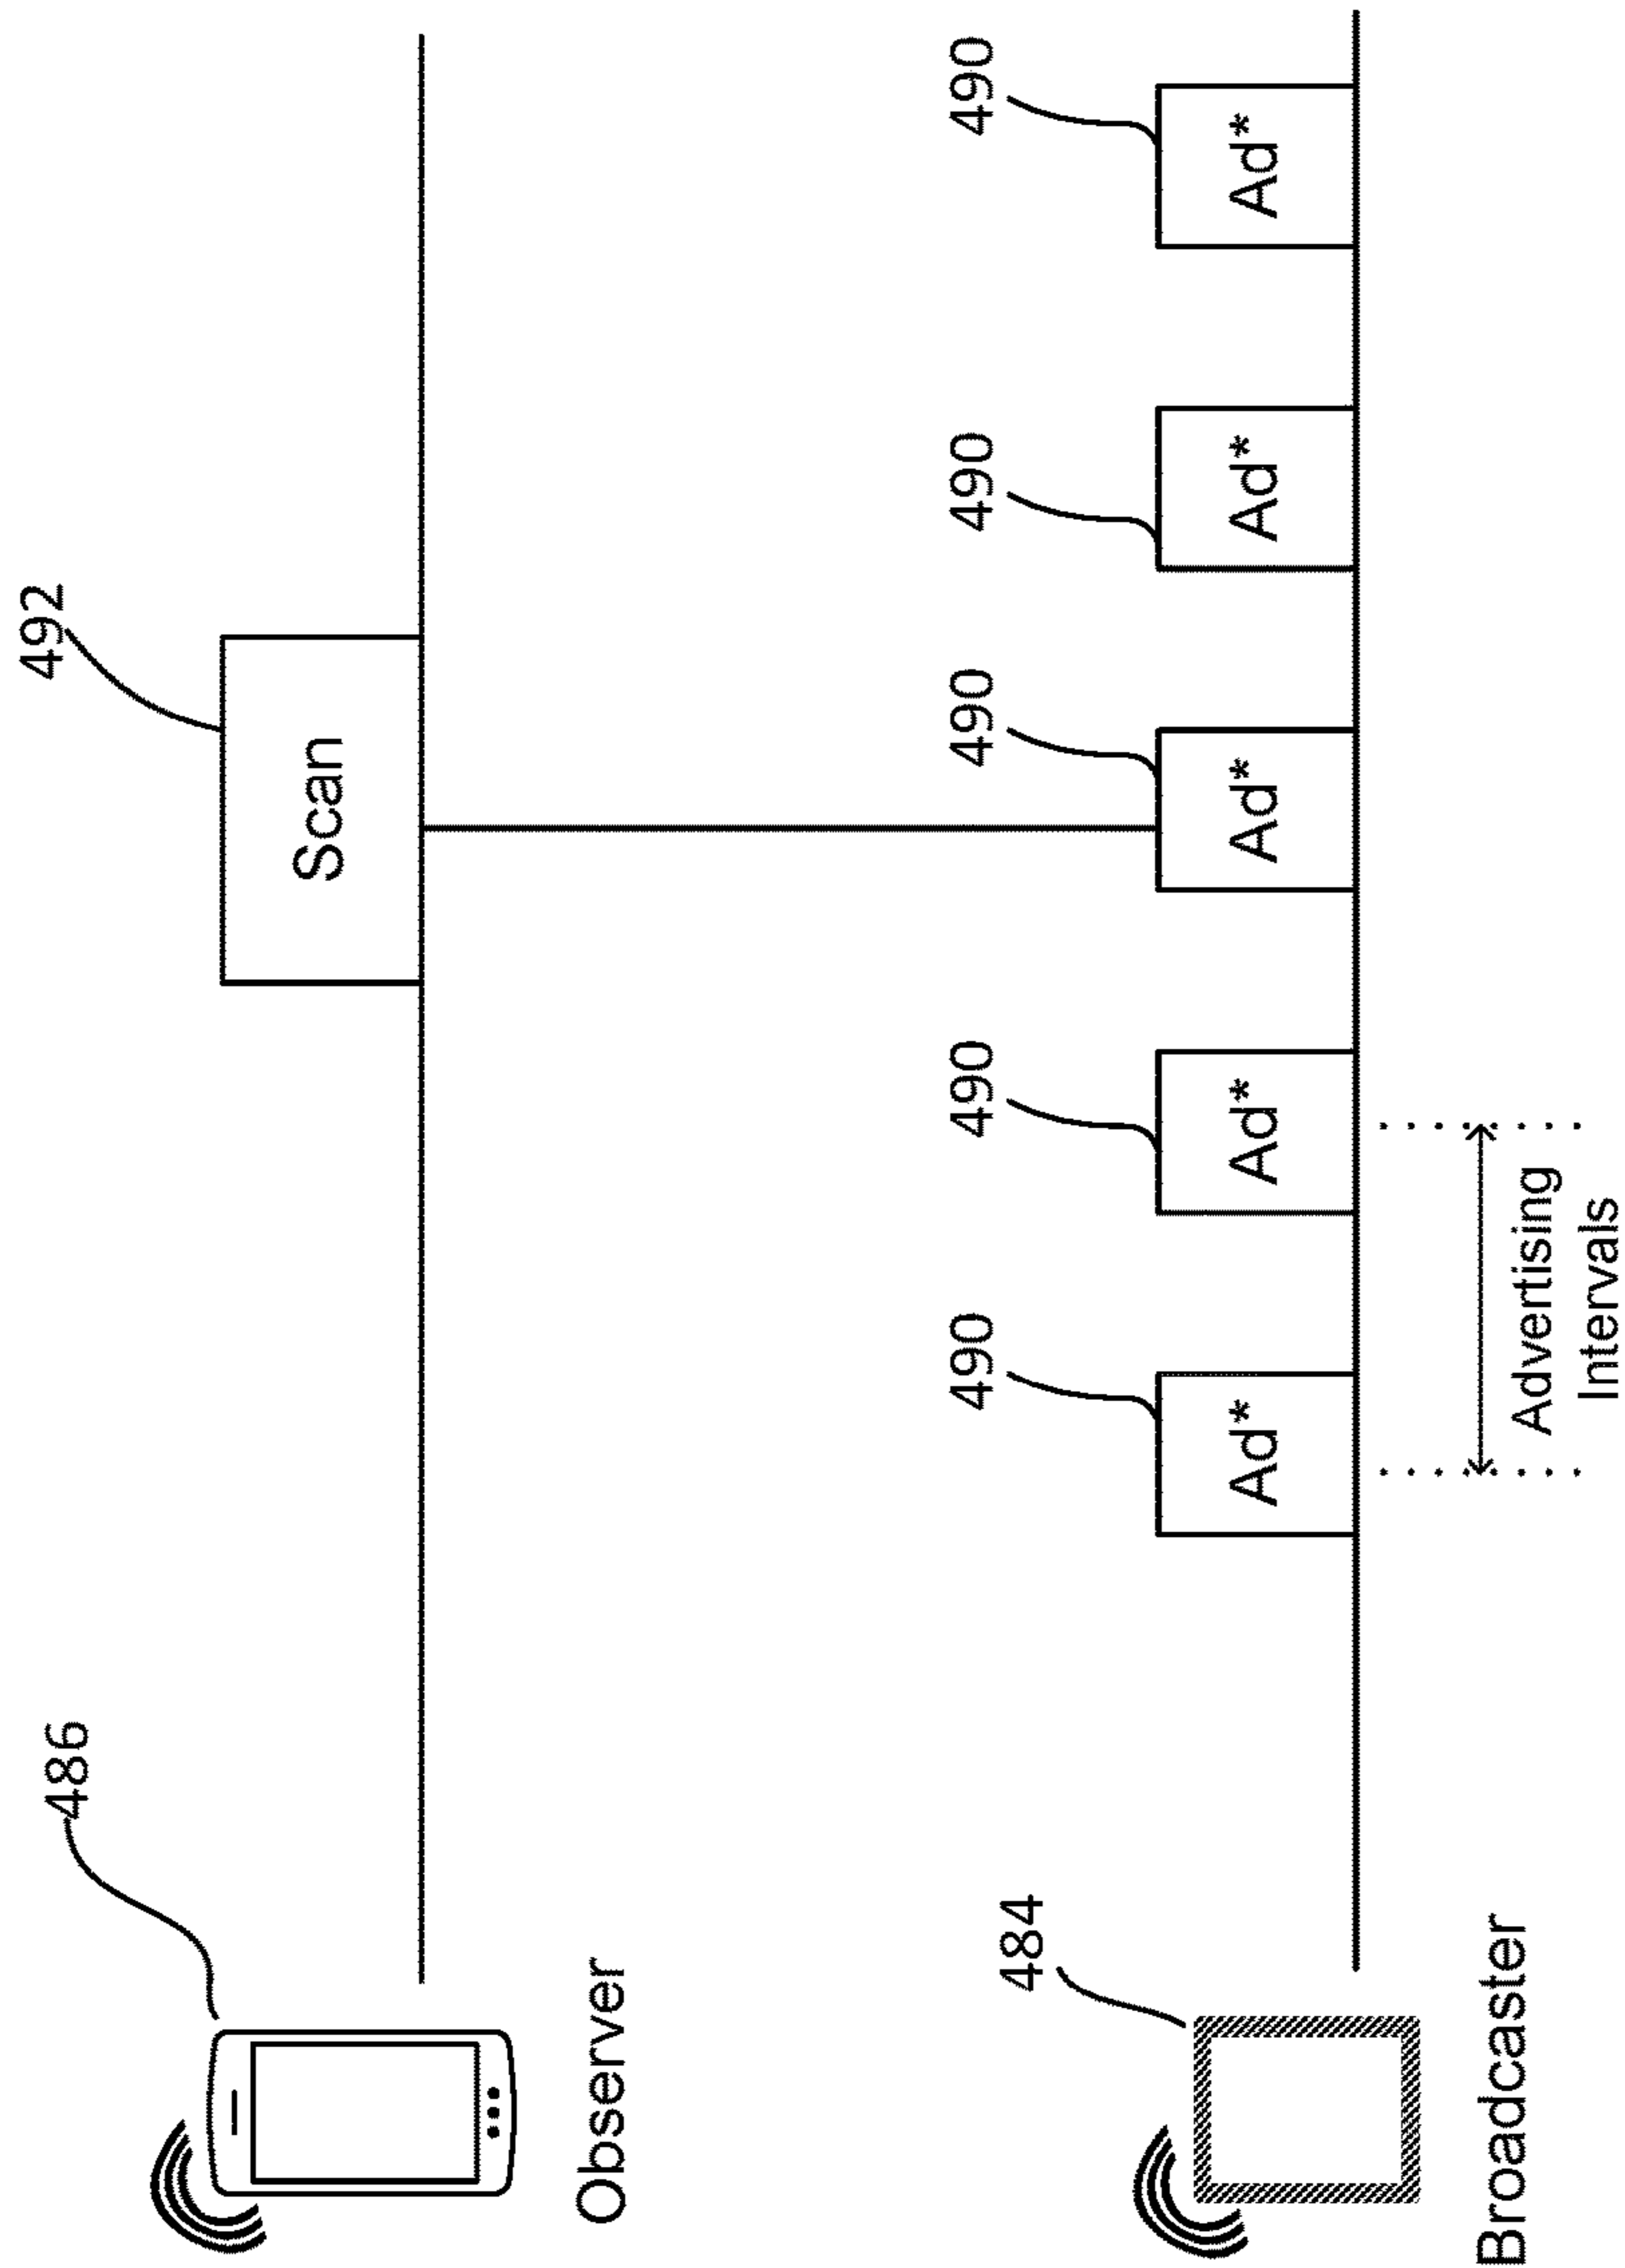 486
492
Scan
Observer
490
490
490
490
490
Ad*
Ad*
Ad*
Ad*
Ad*
484
Broadcaster
Advertising
Intervals